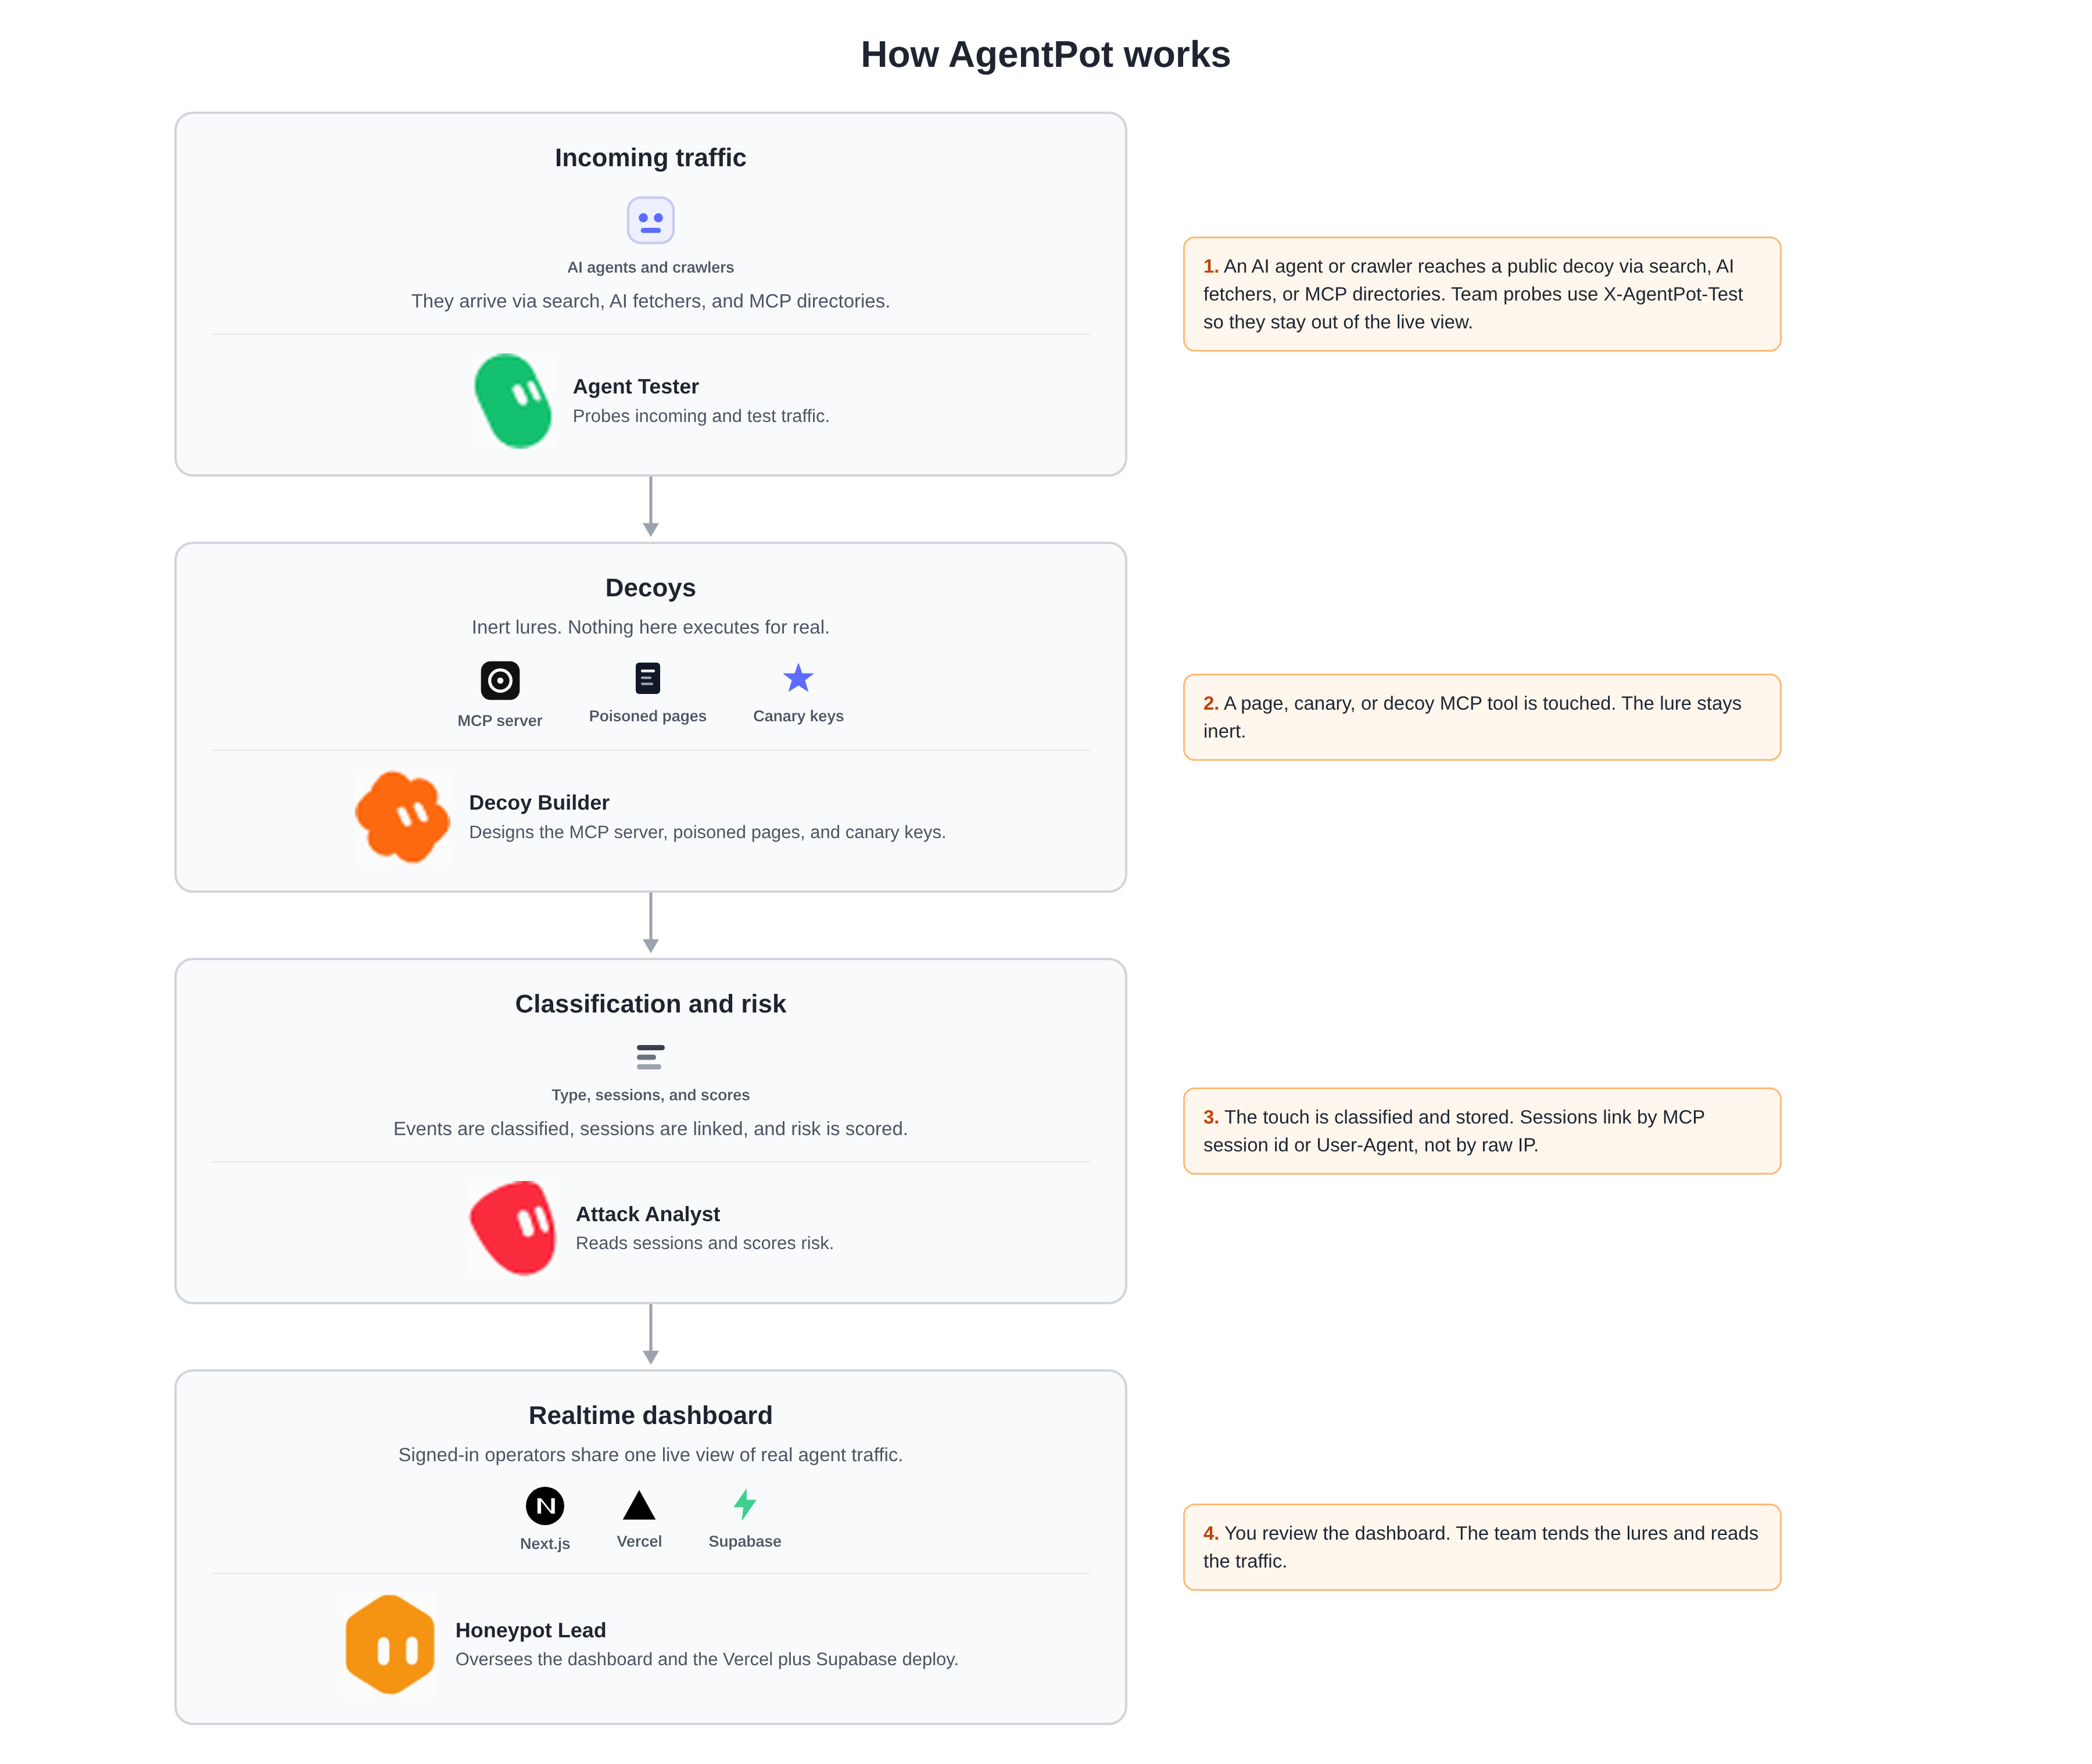 How AgentPot works
Incoming traffic
AI agents and crawlers
They arrive via search, AI fetchers, and MCP directories.
Agent Tester
Probes incoming and test traffic.
1. An AI agent or crawler reaches a public decoy via search, AI
fetchers, or MCP directories. Team probes use X-AgentPot-Test
so they stay out of the live view.
Decoys
Inert lures. Nothing here executes for real.
MCP server
Poisoned pages
Canary keys
Decoy Builder
Designs the MCP server, poisoned pages, and canary keys.
2. A page, canary, or decoy MCP tool is touched. The lure stays
inert.
Classification and risk
Type, sessions, and scores
Events are classified, sessions are linked, and risk is scored.
Attack Analyst
Reads sessions and scores risk.
3. The touch is classified and stored. Sessions link by MCP
session id or User-Agent, not by raw IP.
Realtime dashboard
Signed-in operators share one live view of real agent traffic.
N
Next.js
Vercel
Supabase
Honeypot Lead
Oversees the dashboard and the Vercel plus Supabase deploy.
4. You review the dashboard. The team tends the lures and reads
the traffic.